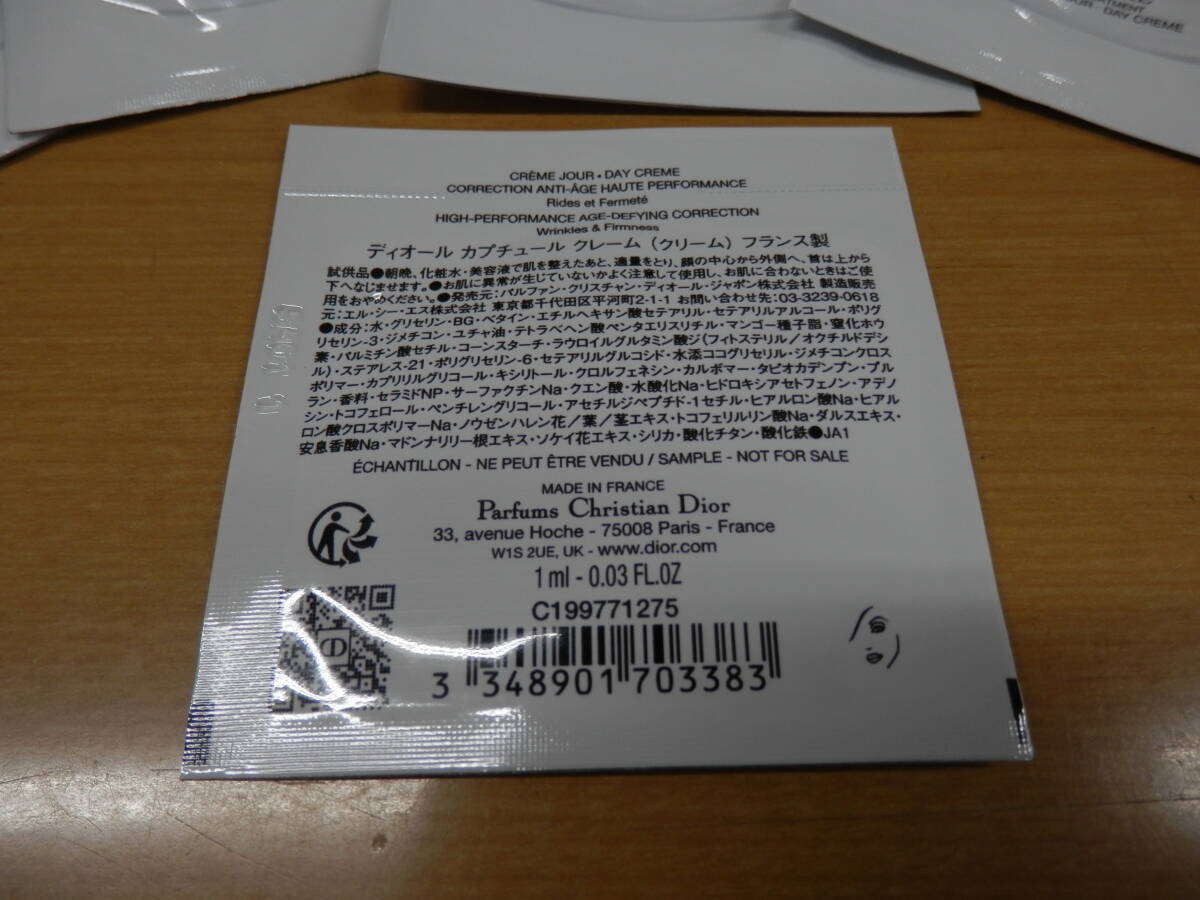 TREATMENT
JOUR · DAY CREME
CRÈME JOUR • DAY CREME
CORRECTION ANTI-ÂGE HAUTE PERFORMANCE
Rides et Fermeté
HIGH-PERFORMANCE AGE-DEFYING CORRECTION
Wrinkles & Firmness
ディオール カプチュール クレーム（クリーム）フランス製
試供品●朝晩、化粧水・美容液で肌を整えたあと、適量をとり、顔の中心から外側へ、首は上から
下へなじませます。●お肌に異常が生じていないかよく注意して使用し、お肌に合わないときはご使
用をおやめください。●発売元：パルファン・クリスチャン・ディオール・ジャポン株式会社 製造販売
元：エル・シー・エス株式会社 東京都千代田区平河町2-1-1 お問い合わせ先：03-3239-0618
●成分：水・グリセリン・BG・ベタイン・エチルヘキサン酸セテアリル・セテアリルアルコール・ポリグ
リセリン-3・ジメチコン・ユチャ油・テトラベヘン酸ペンタエリスリチル・マンゴー種子脂・窒化ホウ
素・パルミチン酸セチル・コーンスターチ・ラウロイルグルタミン酸ジ（フィトステリル／オクチルドデシ
ル）・ステアレス-21・ポリグリセリン-6・セテアリルグルコシド・水添ココグリセリル・ジメチコンクロス
ポリマー・カプリリルグリコール・キシリトール・クロルフェネシン・カルボマー・タピオカデンプン・プル
ラン・香料・セラミドNP・サーファクチンNa・クエン酸・水酸化Na・ヒドロキシアセトフェノン・アデノ
シン・トコフェロール・ペンチレングリコール・アセチルジペプチド-1セチル・ヒアルロン酸Na・ヒアル
ロン酸クロスポリマーNa・ノウゼンハレン花／葉／茎エキス・トコフェリルリン酸Na・ダルスエキス・
安息香酸Na・マドンナリリー根エキス・ソケイ花エキス・シリカ・酸化チタン・酸化鉄●JA1
ÉCHANTILLON - NE PEUT ÊTRE VENDU / SAMPLE - NOT FOR SALE
MADE IN FRANCE
Parfums Christian Dior
33, avenue Hoche - 75008 Paris - France
W1S 2UE, UK - www.dior.com
1 ml - 0.03 FL.OZ
C199771275
3 348901 703383